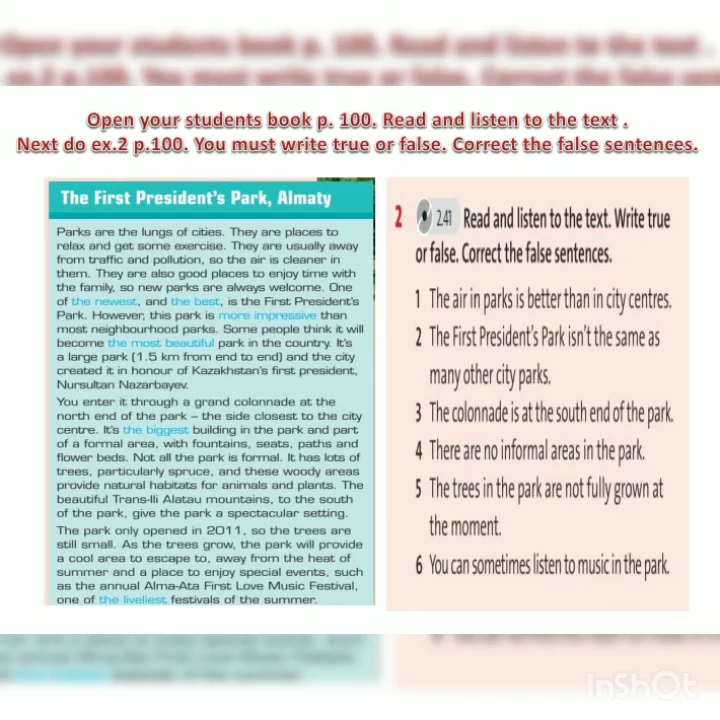 Open your students book p. 100. Read and listen to the text .
Next do ex.2 p.100. You must write true or false. Correct the false sentences.
The First President's Park, Almaty
Parks are the lungs of cities. They are places to
relax and get some exercise. They are usually away
from traffic and pollution, so the air is cleaner in
them. They are also good places to enjoy time with
the family, so new parks are always welcome. One
of the newest, and the best, is the First President's
Park. However, this park is more impressive than
most neighbourhood parks. Some people think it will
become the most beautiful park in the country. It's
a large park (1.5 km from end to end) and the city
created it in honour of Kazakhstan's first president,
Nursultan Nazarbayev.
You enter it through a grand colonnade at the
north end of the park – the side closest to the city
centre. It's the biggest building in the park and part
of a formal area, with fountains, seats, paths and
flower beds. Not all the park is formal. It has lots of
trees, particularly spruce, and these woody areas
provide natural habitats for animals and plants. The
beautiful Trans-Ili Alatau mountains, to the south
of the park, give the park a spectacular setting.
The park only opened in 2011, so the trees are
still small. As the trees grow, the park will provide
a cool area to escape to, away from the heat of
summer and a place to enjoy special events, such
as the annual Alma-Ata First Love Music Festival,
one of the liveliest festivals of the summer.
2 2.41 Read and listen to the text. Write true
or false. Correct the false sentences.
1 The air in parks is better than in city centres.
2 The First President's Park isn't the same as
many other city parks.
3 The colonnade is at the south end of the park.
4 There are no informal areas in the park.
5 The trees in the park are not fully grown at
the moment.
6 You can sometimes listen to music in the park.
InShOt